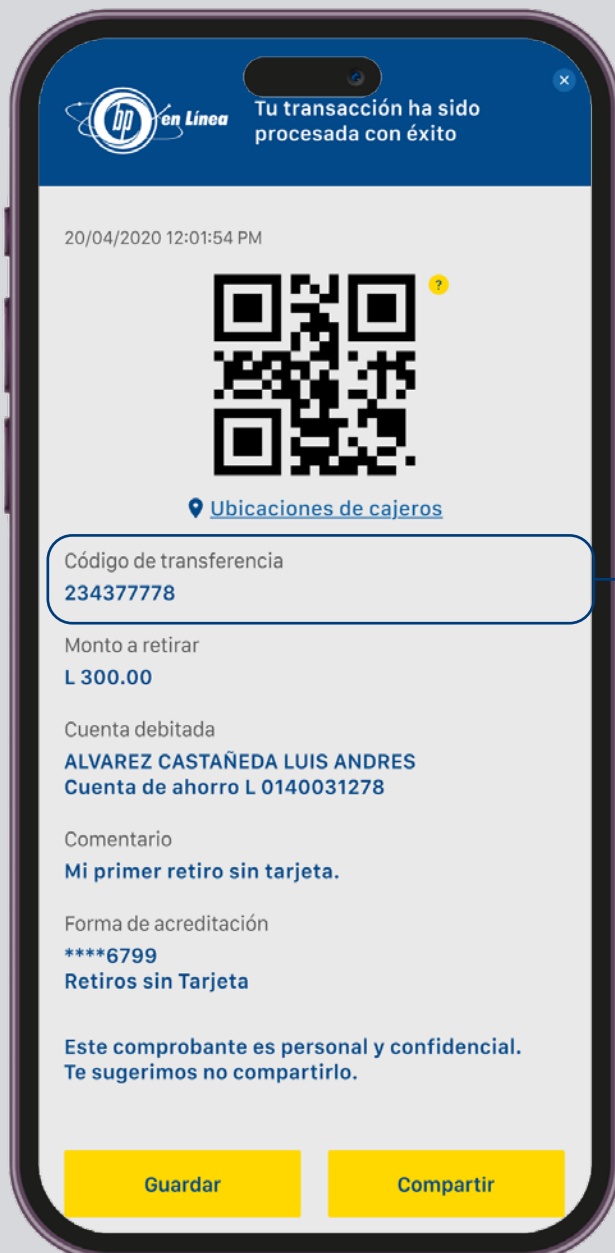 bp en Línea
Tu transacción ha sido
procesada con éxito
20/04/2020 12:01:54 PM
?
Ubicaciones de cajeros
Código de transferencia
234377778
Monto a retirar
L 300.00
Cuenta debitada
ALVAREZ CASTAÑEDA LUIS ANDRES
Cuenta de ahorro L 0140031278
Comentario
Mi primer retiro sin tarjeta.
Forma de acreditación
****6799
Retiros sin Tarjeta
Este comprobante es personal y confidencial.
Te sugerimos no compartirlo.
Guardar
Compartir